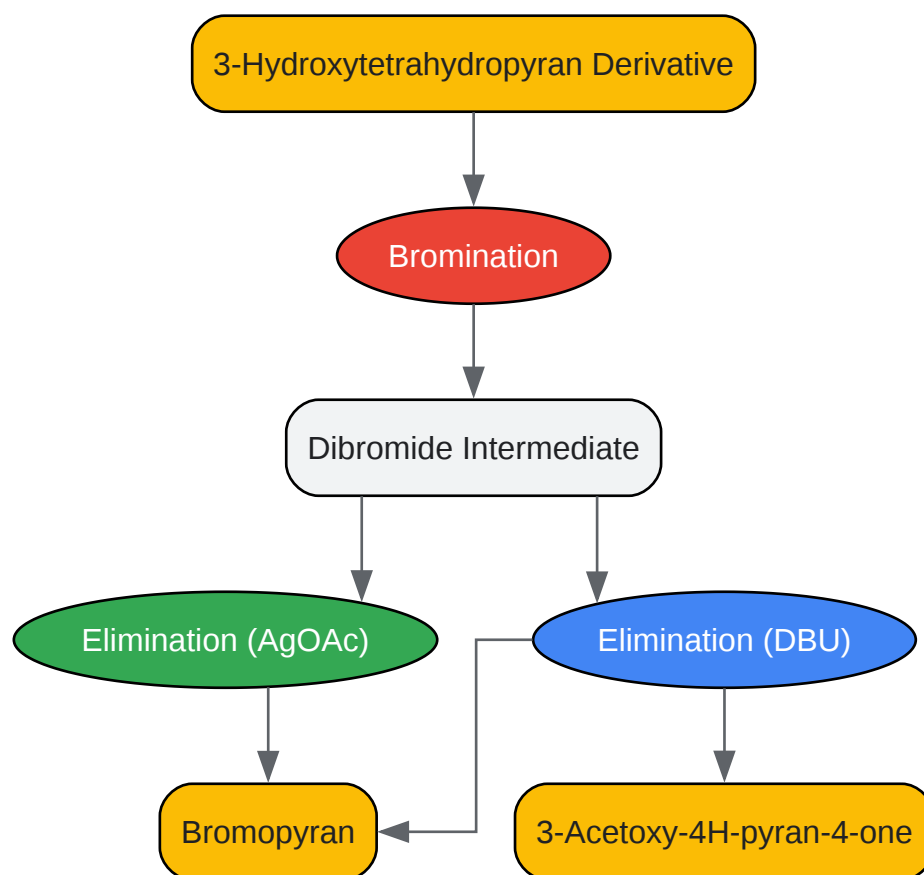 3-Hydroxytetrahydropyran Derivative
Bromination
Dibromide Intermediate
Elimination (AgOAc)
Elimination (DBU)
Bromopyran
3-Acetoxy-4H-pyran-4-one